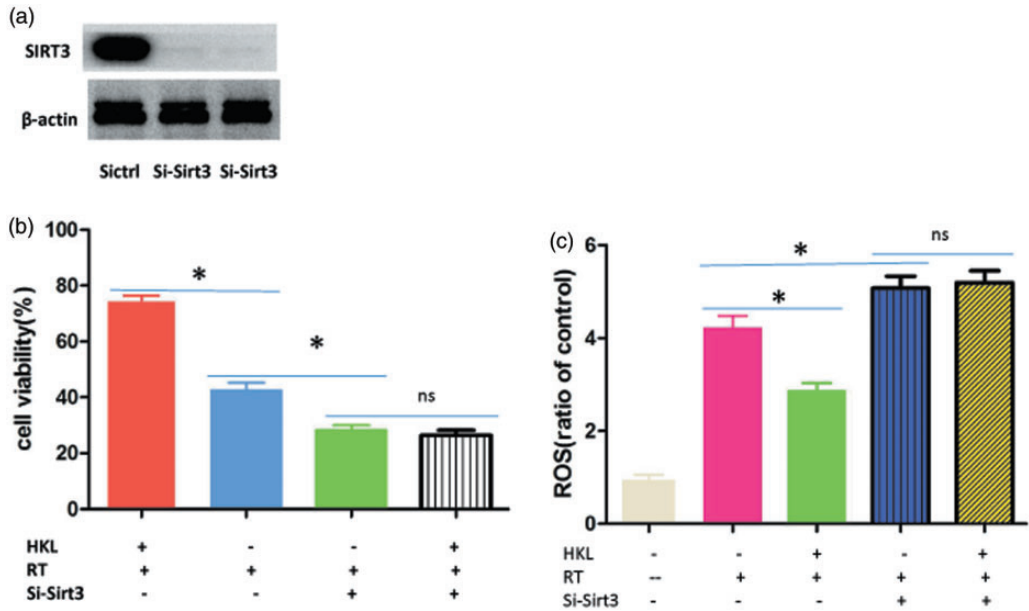 (a)
SIRT3
β-actin
Sictrl Si-Sirt3 Si-Sirt3
(b)
cell viability(%)
100
80
60
40
20
0
*
*
ns
HKL + - - +
RT + + + +
Si-Sirt3 - - + +
(c)
ROS(ratio of control)
6
4
2
0
*
*
ns
HKL - - + - +
RT -- + + + +
Si-Sirt3 - - - + +